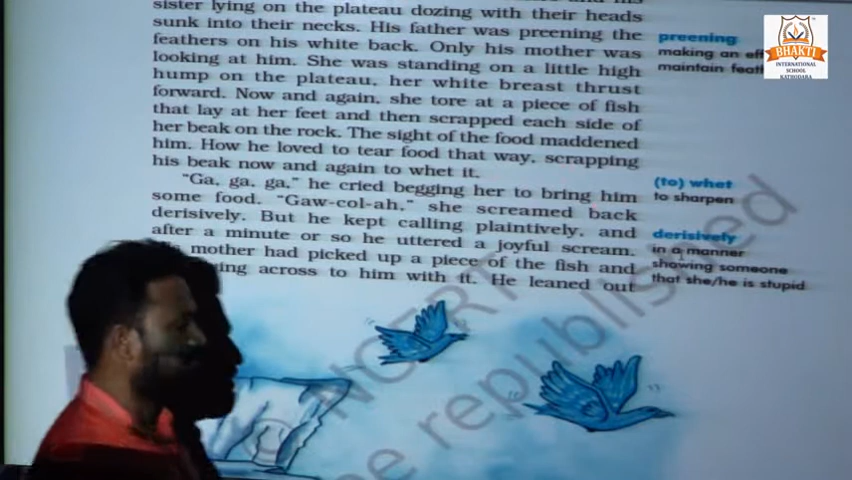 sister lying on the plateau dozing with their heads
sunk into their necks. His father was preening the
feathers on his white back. Only his mother was
looking at him. She was standing on a little high
hump on the plateau, her white breast thrust
forward. Now and again, she tore at a piece of fish
that lay at her feet and then scrapped each side of
her beak on the rock. The sight of the food maddened
him. How he loved to tear food that way, scrapping
his beak now and again to whet it.
“Ga, ga, ga,” he cried begging her to bring him
some food. “Gaw-col-ah,” she screamed back
derisively. But he kept calling plaintively, and
after a minute or so he uttered a joyful scream.
mother had picked up a piece of the fish and
across to him with it. He leaned out
preening
making an
maintain
(to) whet
to sharpen
derisively
in a manner
showing someone
that she/he is stupid
NCERT
be republished
BHAKTI
INTERNATIONAL
SCHOOL
KATHODARA